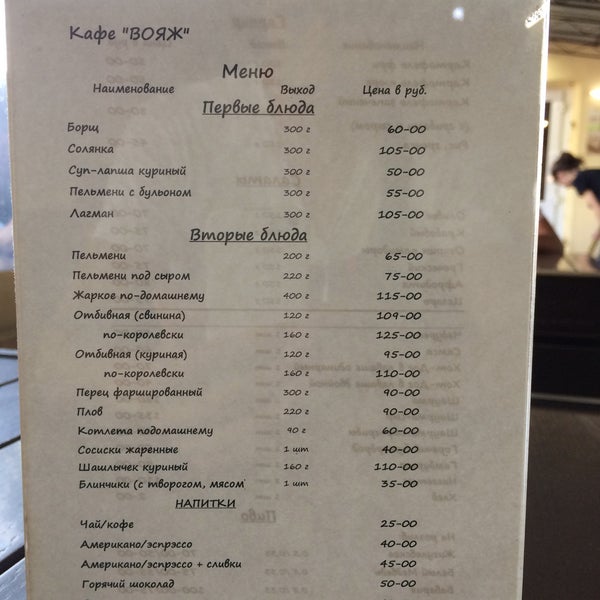 Кафе "ВОЯЖ"
Меню
Наименование Выход Цена в руб.
Первые блюда
Борщ 300 г 60-00
Солянка 300 г 105-00
Суп-лапша куриный 300 г 50-00
Пельмени с бульоном 300 г 55-00
Лагман 300 г 105-00
Вторые блюда
Пельмени 200 г 65-00
Пельмени под сыром 220 г 75-00
Жаркое по-домашнему 400 г 115-00
Отбивная (свинина) 120 г 109-00
по-королевски 160 г 125-00
Отбивная (куриная) 120 г 95-00
по-королевски 160 г 110-00
Перец фаршированный 300 г 90-00
Плов 220 г 90-00
Котлета подомашнему 90 г 60-00
Сосиски жаренные 1 шт 40-00
Шашлычек куриный 160 г 110-00
Блинчики (с творогом, мясом 1 шт 35-00
НАПИТКИ
Чай/кофе 25-00
Американо/эспрэссо 40-00
Американо/эспрэссо + сливки 45-00
Горячий шоколад 50-00